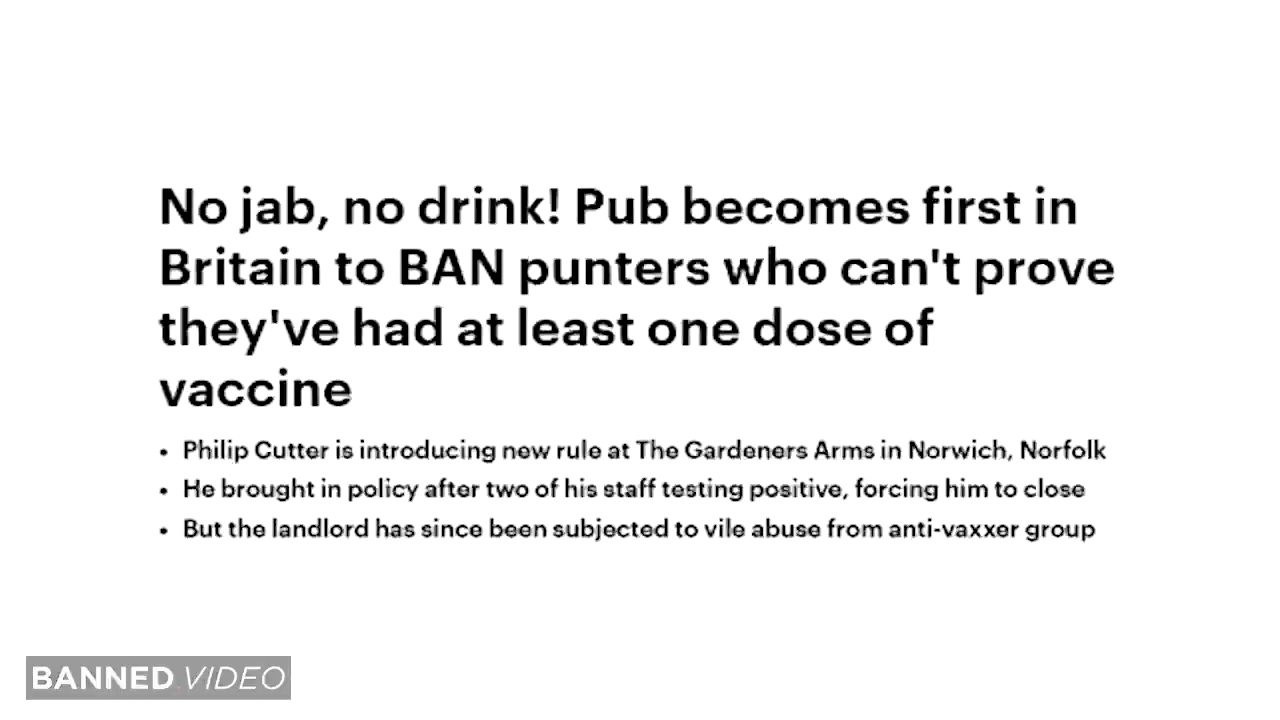 No jab, no drink! Pub becomes first in
Britain to BAN punters who can't prove
they've had at least one dose of
vaccine
• Philip Cutter is introducing new rule at The Gardeners Arms in Norwich, Norfolk
• He brought in policy after two of his staff testing positive, forcing him to close
• But the landlord has since been subjected to vile abuse from anti-vaxxer group
BANNED.VIDEO